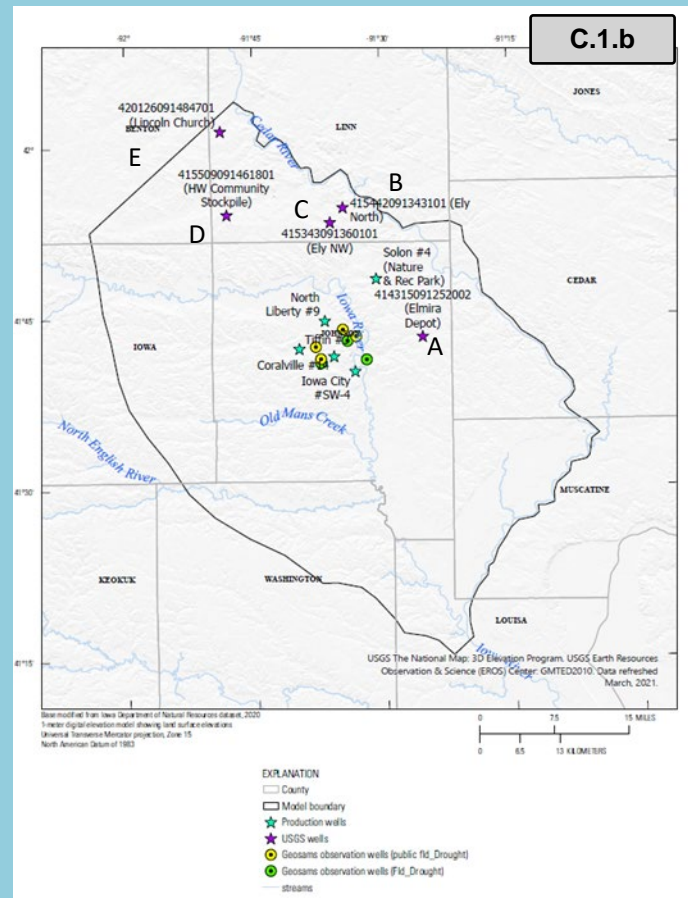 C.1.b
-92°
-91°45
-91°30
-91°15
JONES
420126091484701
(Lincoln Church)
BENTON
LINN
Cedar River
42°
E
B
4155090914618​01
(HW Community
Stockpile)
C
415442091343101 (Ely
North)
D
415343091360101
(Ely NW)
Solon #4
(Nature
& Rec Park)
CEDAR
414315091252002
(Elmira
Depot)
A
North
Liberty #9
Iowa River
41°45
IOWA
Tiffin #
Coralville #14
Iowa City
#SW-4
Old Mans Creek
North English River
41°30
MUSCATINE
KEOKUK
WASHINGTON
LOUISA
41°15
USGS The National Map: 3D Elevation Program. USGS Earth Resources
Observation & Science (EROS) Center: GMTED2010. Data refreshed
March, 2021.
Base modified from Iowa Department of Natural Resources dataset, 2020
1-meter digital elevation model showing land surface elevations
Universal Transverse Mercator projection, Zone 15
North American Datum of 1983
0 7.5 15 MILES
0 6.5 13 KILOMETERS
EXPLANATION
County
Model boundary
Production wells
USGS wells
Geosams observation wells (public fld_Drought)
Geosams observation wells (Fld_Drought)
streams